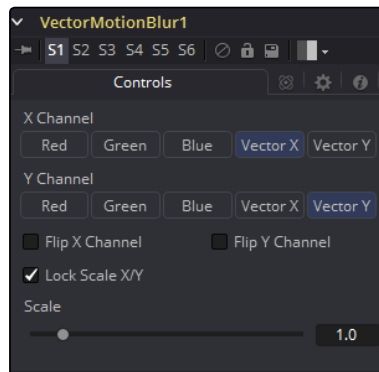 VectorMotionBlur1
S1 S2 S3 S4 S5 S6
Controls
X Channel
Red Green Blue Vector X Vector Y
Y Channel
Red Green Blue Vector X Vector Y
Flip X Channel Flip Y Channel
Lock Scale X/Y
Scale
1.0